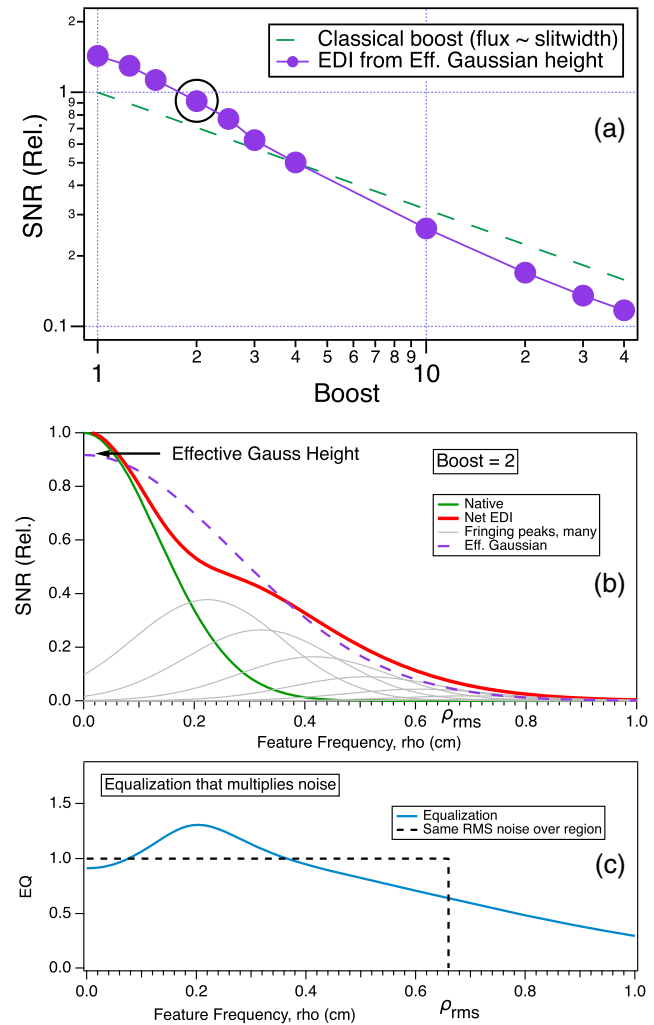 2
Classical boost (flux ~ slitwidth)
EDI from Eff. Gaussian height
1
9
8
7
6
5
4
3
2
0.1
SNR (Rel.)
(a)
1
2
3
4
5
6
7
8
9
10
2
3
4
Boost
1.0
0.8
0.6
0.4
0.2
0.0
SNR (Rel.)
Effective Gauss Height
Boost = 2
Native
Net EDI
Fringing peaks, many
Eff. Gaussian
(b)
0.0
0.2
0.4
0.6
0.8
1.0
ρrms
Feature Frequency, rho (cm)
Equalization that multiplies noise
1.5
1.0
0.5
0.0
EQ
Equalization
Same RMS noise over region
(c)
0.0
0.2
0.4
0.6
0.8
1.0
ρrms
Feature Frequency, rho (cm)